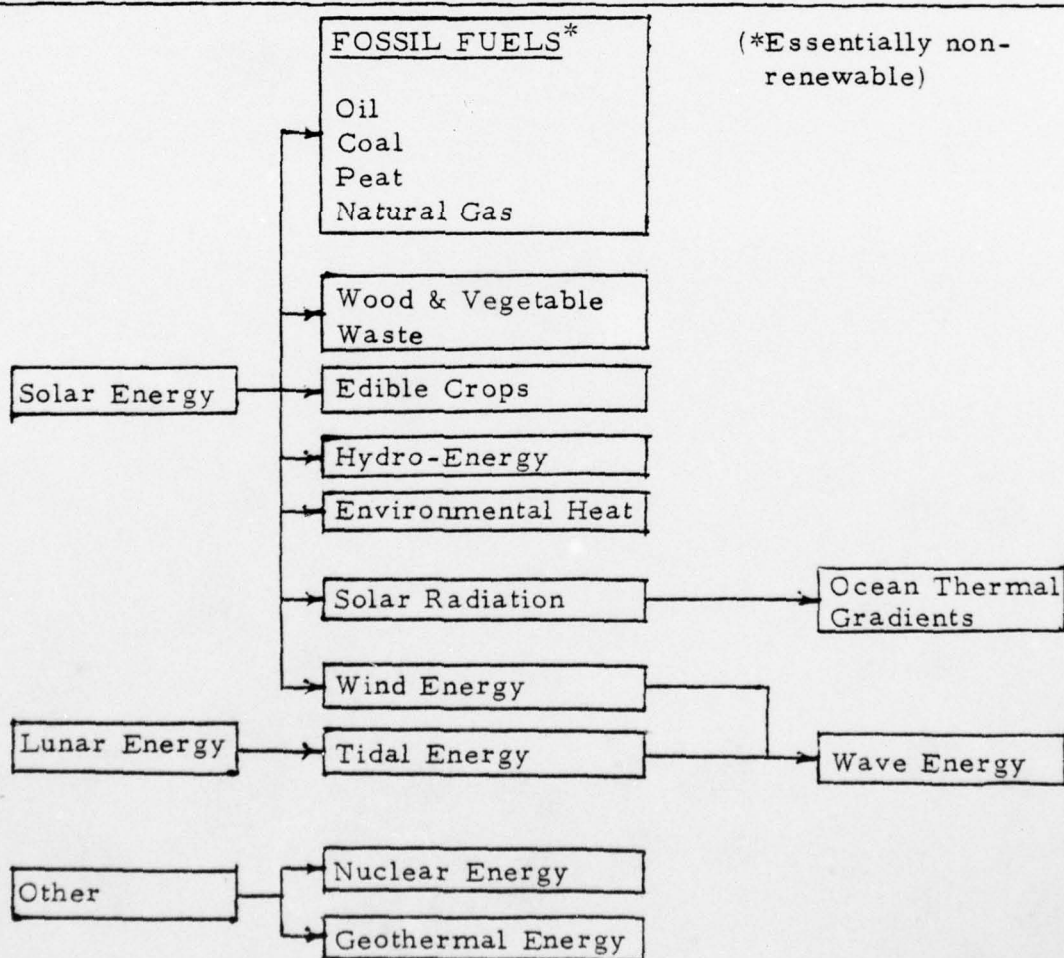 FOSSIL FUELS*
Oil
Coal
Peat
Natural Gas
(*Essentially non-
renewable)
Wood & Vegetable
Waste
Solar Energy
Edible Crops
Hydro-Energy
Environmental Heat
Solar Radiation
Ocean Thermal
Gradients
Wind Energy
Lunar Energy
Tidal Energy
Wave Energy
Other
Nuclear Energy
Geothermal Energy